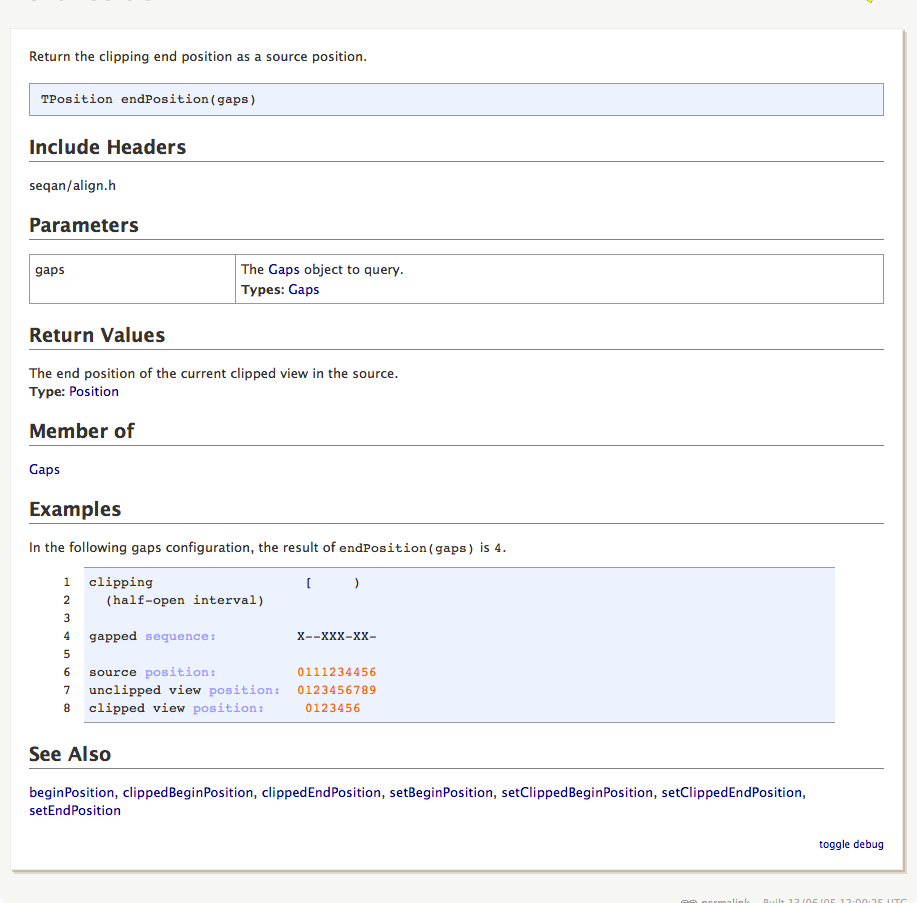 Return the clipping end position as a source position.
TPosition endPosition(gaps)
Include Headers
seqan/align.h
Parameters
gaps The Gaps object to query.
Types: Gaps
Return Values
The end position of the current clipped view in the source.
Type: Position
Member of
Gaps
Examples
In the following gaps configuration, the result of endPosition(gaps) is 4.
1 clipping [ )
2 (half-open interval)
3
4 gapped sequence: X--XXX-XX-
5
6 source position: 0111234456
7 unclipped view position: 0123456789
8 clipped view position: 0123456
See Also
beginPosition, clippedBeginPosition, clippedEndPosition, setBeginPosition, setClippedBeginPosition, setClippedEndPosition,
setEndPosition
toggle debug
permalink Built 13/06/05 12:00:25 UTC